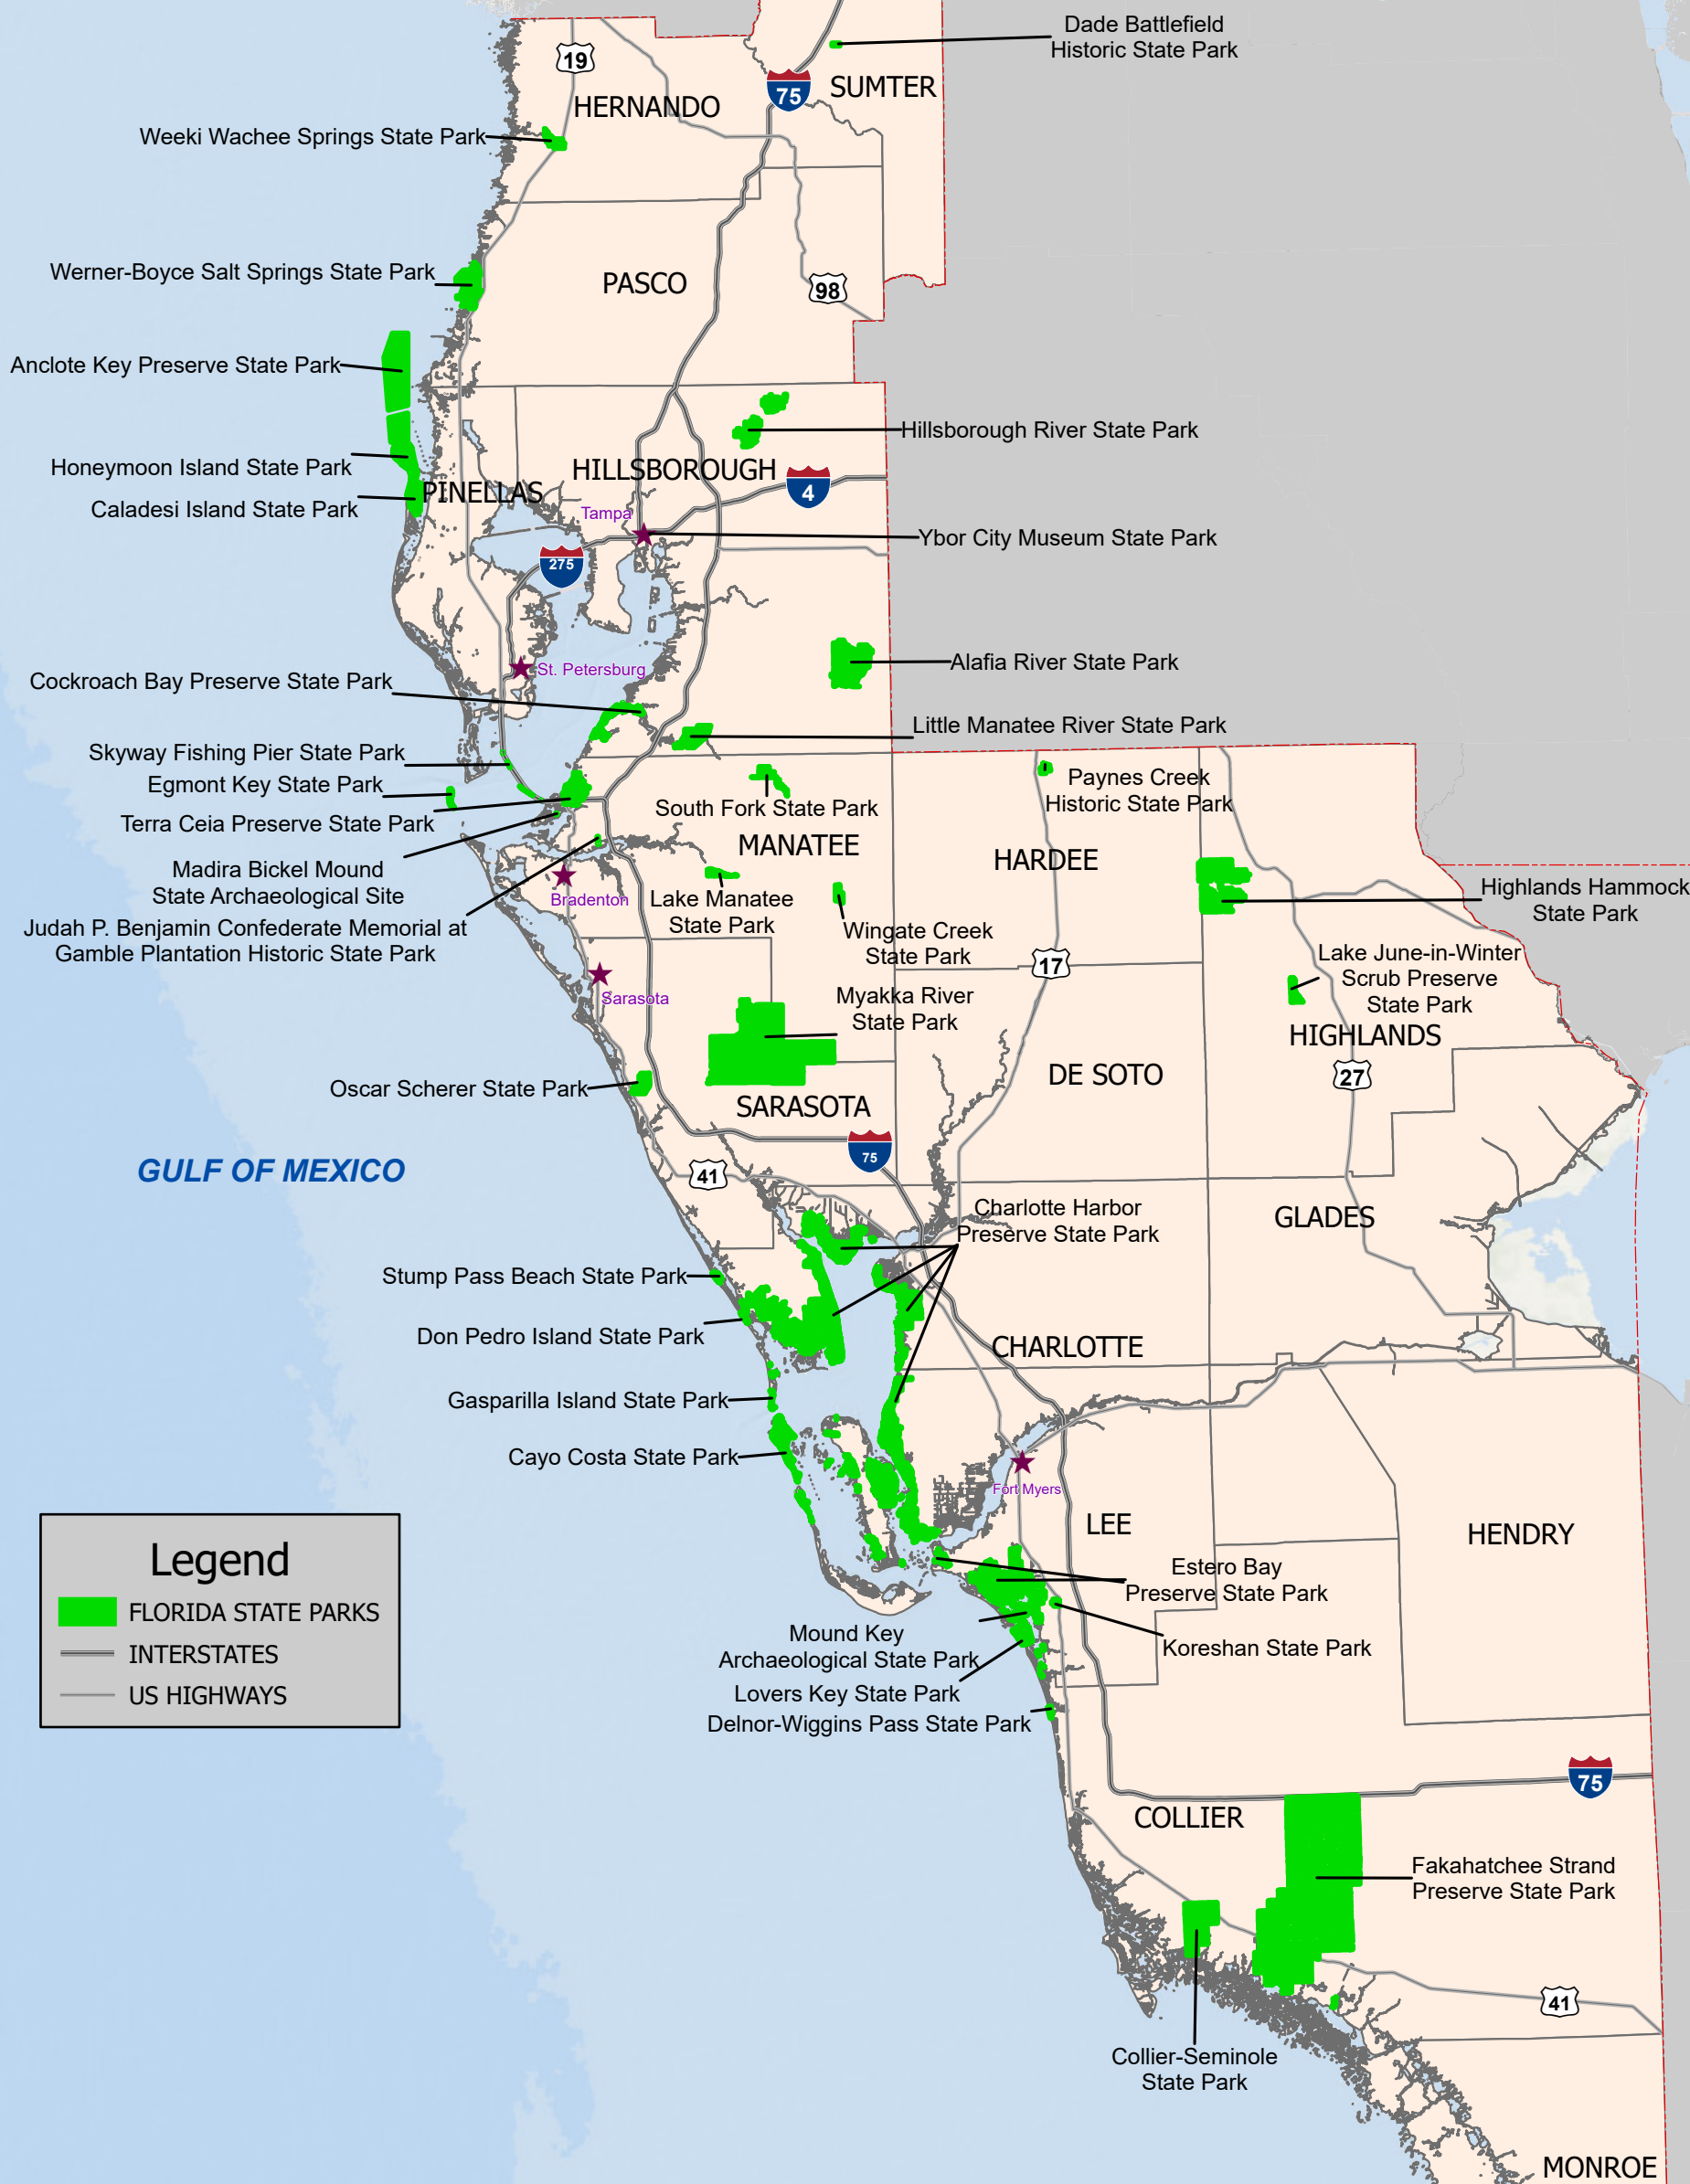 Dade Battlefield
Historic State Park
19
75
SUMTER
HERNANDO
Weeki Wachee Springs State Park
Werner-Boyce Salt Springs State Park
PASCO
98
Anclote Key Preserve State Park
Hillsborough River State Park
Honeymoon Island State Park
HILLSBOROUGH
PINELLAS
4
Caladesi Island State Park
Tampa
Ybor City Museum State Park
275
Alafia River State Park
St. Petersburg
Cockroach Bay Preserve State Park
Little Manatee River State Park
Skyway Fishing Pier State Park
Egmont Key State Park
Paynes Creek
Historic State Park
South Fork State Park
Terra Ceia Preserve State Park
MANATEE
HARDEE
Madira Bickel Mound
State Archaeological Site
Bradenton
Lake Manatee
State Park
Highlands Hammock
State Park
Judah P. Benjamin Confederate Memorial at
Gamble Plantation Historic State Park
Wingate Creek
State Park
17
Lake June-in-Winter
Scrub Preserve
State Park
Sarasota
Myakka River
State Park
HIGHLANDS
Oscar Scherer State Park
DE SOTO
27
SARASOTA
75
GULF OF MEXICO
41
Charlotte Harbor
Preserve State Park
GLADES
Stump Pass Beach State Park
Don Pedro Island State Park
CHARLOTTE
Gasparilla Island State Park
Cayo Costa State Park
Fort Myers
LEE
HENDRY
Legend
FLORIDA STATE PARKS
INTERSTATES
US HIGHWAYS
Estero Bay
Preserve State Park
Mound Key
Archaeological State Park
Koreshan State Park
Lovers Key State Park
Delnor-Wiggins Pass State Park
75
COLLIER
Fakahatchee Strand
Preserve State Park
41
Collier-Seminole
State Park
MONROE